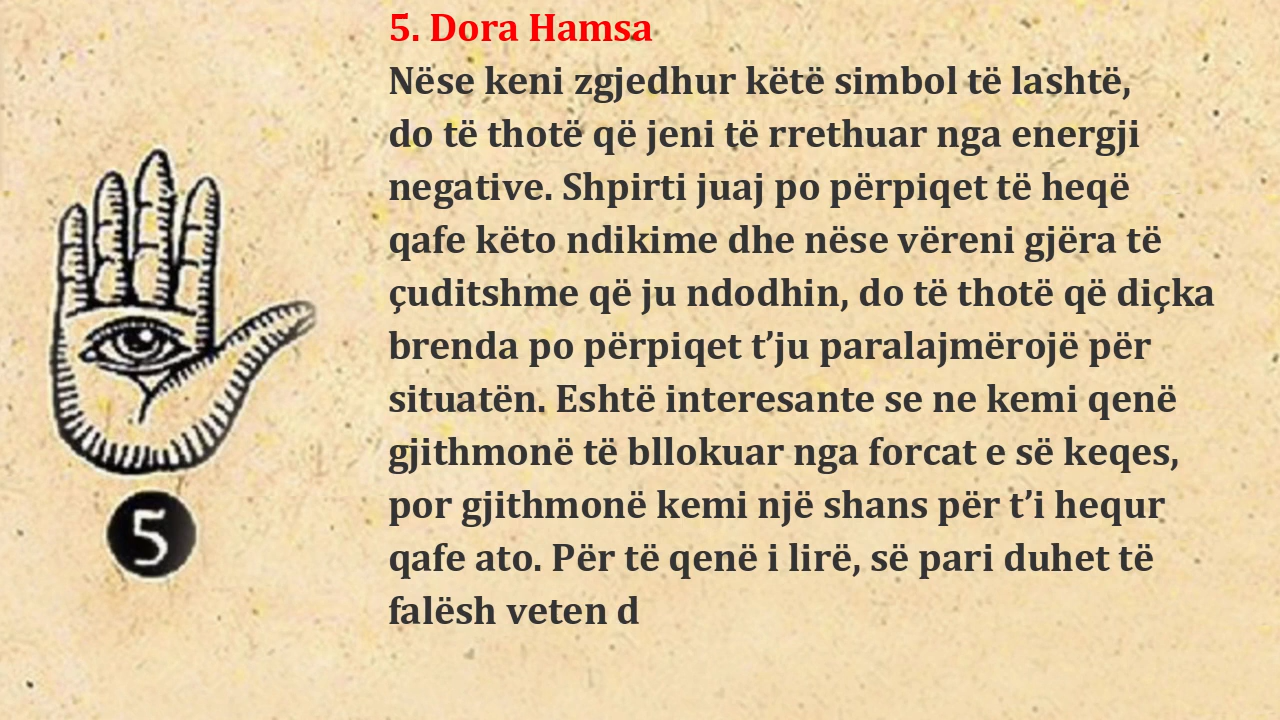 5. Dora Hamsa
Nëse keni zgjedhur këtë simbol të lashtë,
do të thotë që jeni të rrethuar nga energji
negative. Shpirti juaj po përpiqet të heqë
qafe këto ndikime dhe nëse vëreni gjëra të
çuditshme që ju ndodhin, do të thotë që diçka
brenda po përpiqet t’ju paralajmërojë për
situatën. Eshtë interesante se ne kemi qenë
gjithmonë të bllokuar nga forcat e së keqes,
por gjithmonë kemi një shans për t’i hequr
qafe ato. Për të qenë i lirë, së pari duhet të
falësh veten d
5